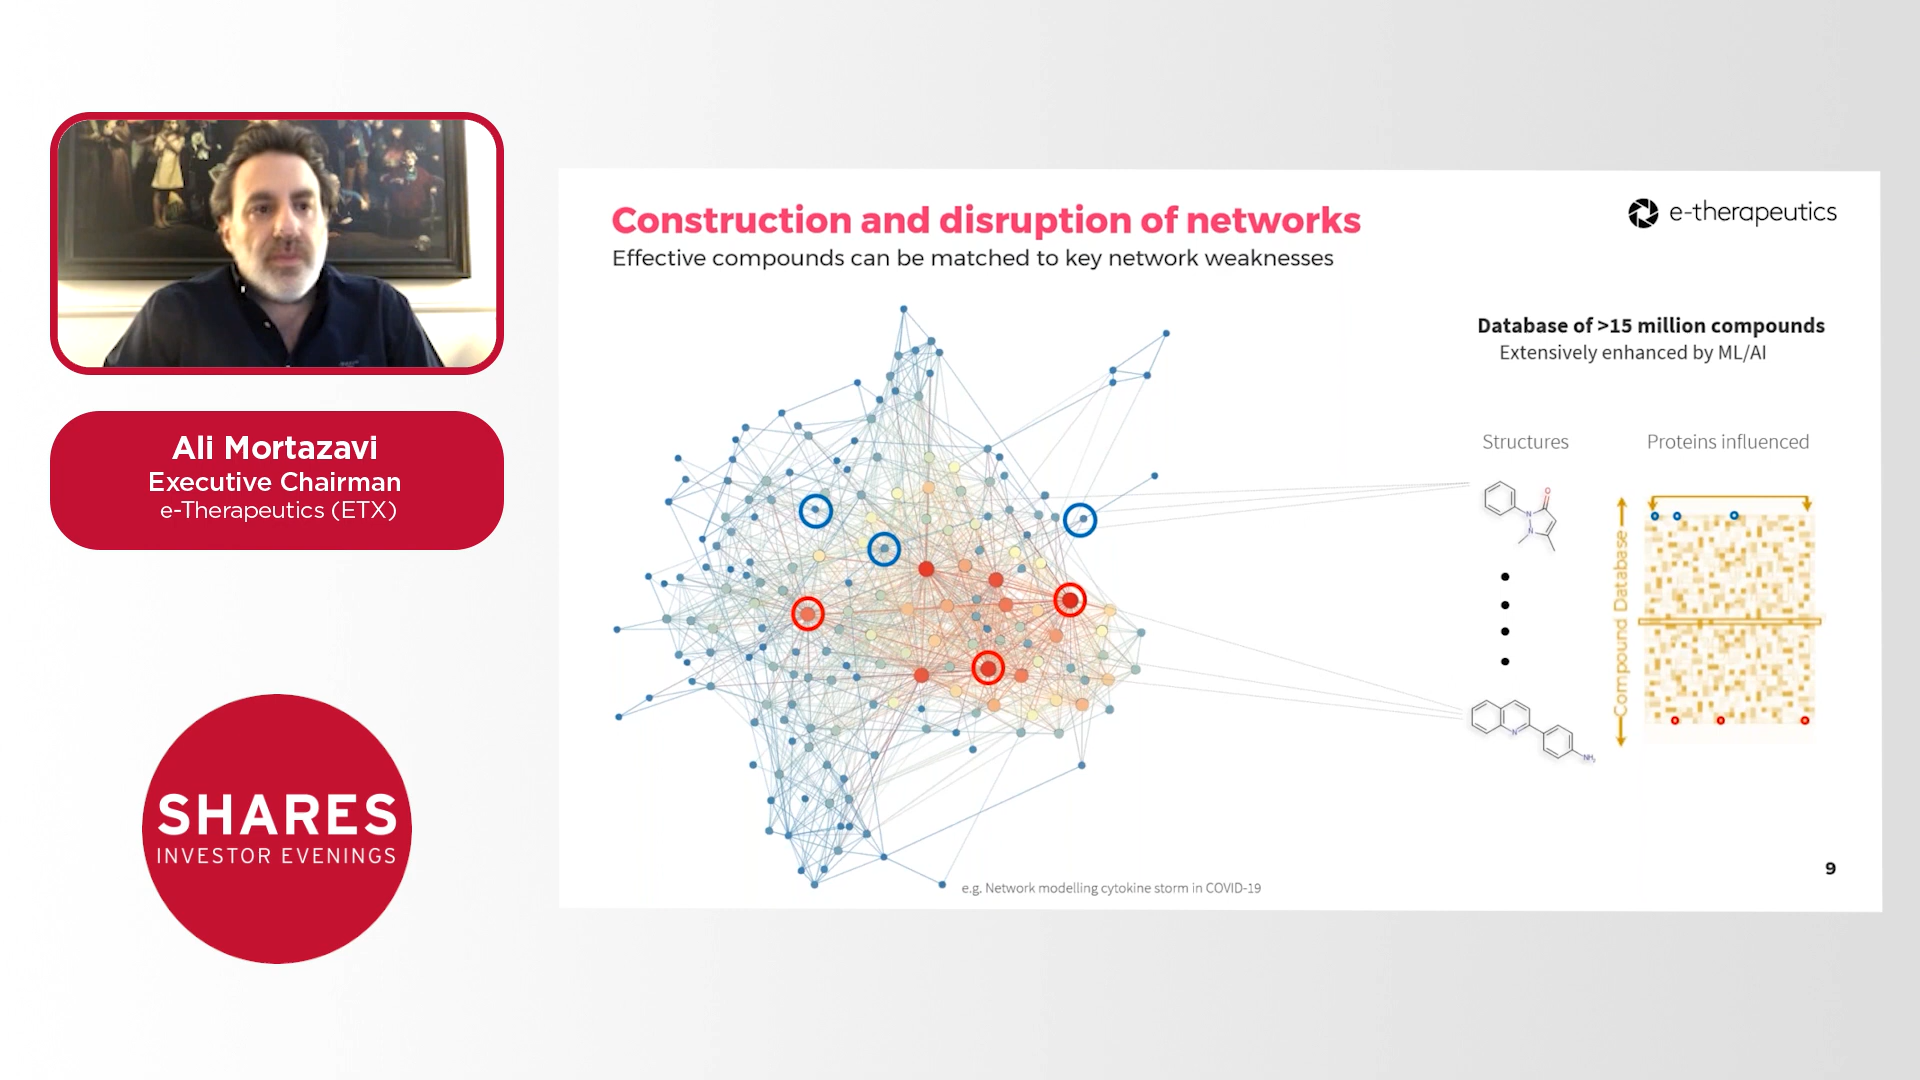 Ali Mortazavi
Executive Chairman
e-Therapeutics (ETX)
SHARES
INVESTOR EVENINGS
Construction and disruption of networks
Effective compounds can be matched to key network weaknesses
e-therapeutics
Database of >15 million compounds
Extensively enhanced by ML/AI
Structures
Proteins influenced
O
N
N
Compound Database
N
NH₂
e.g. Network modelling cytokine storm in COVID-19
9